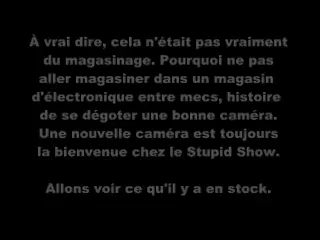 À vrai dire, cela n'était pas vraiment
du magasinage. Pourquoi ne pas
aller magasiner dans un magasin
d'électronique entre mecs, histoire
de se dégoter une bonne caméra.
Une nouvelle caméra est toujours
la bienvenue chez le Stupid Show.
Allons voir ce qu'il y a en stock.